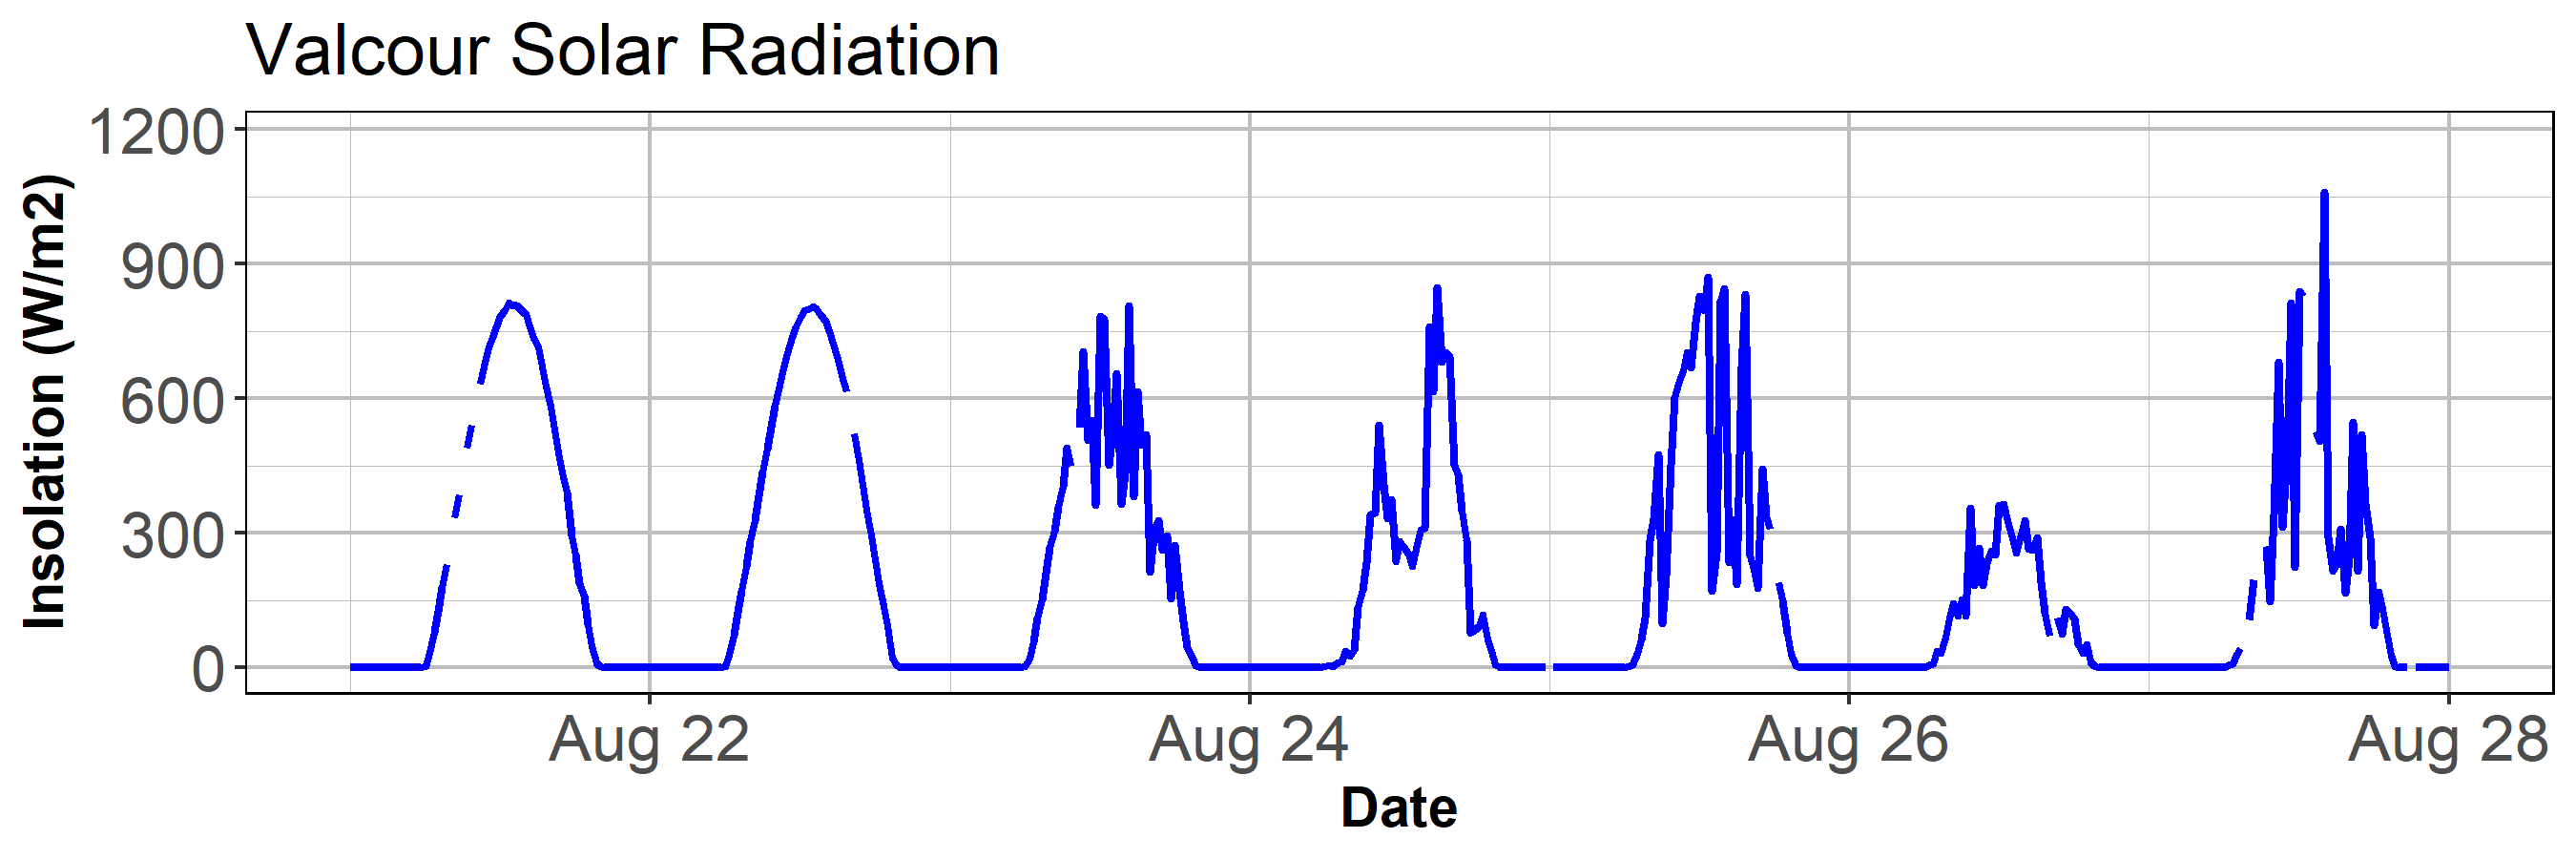 Valcour Solar Radiation
1200
900
600
300
0
Insolation (W/m2)
Aug 22 Aug 24 Aug 26 Aug 28
Date